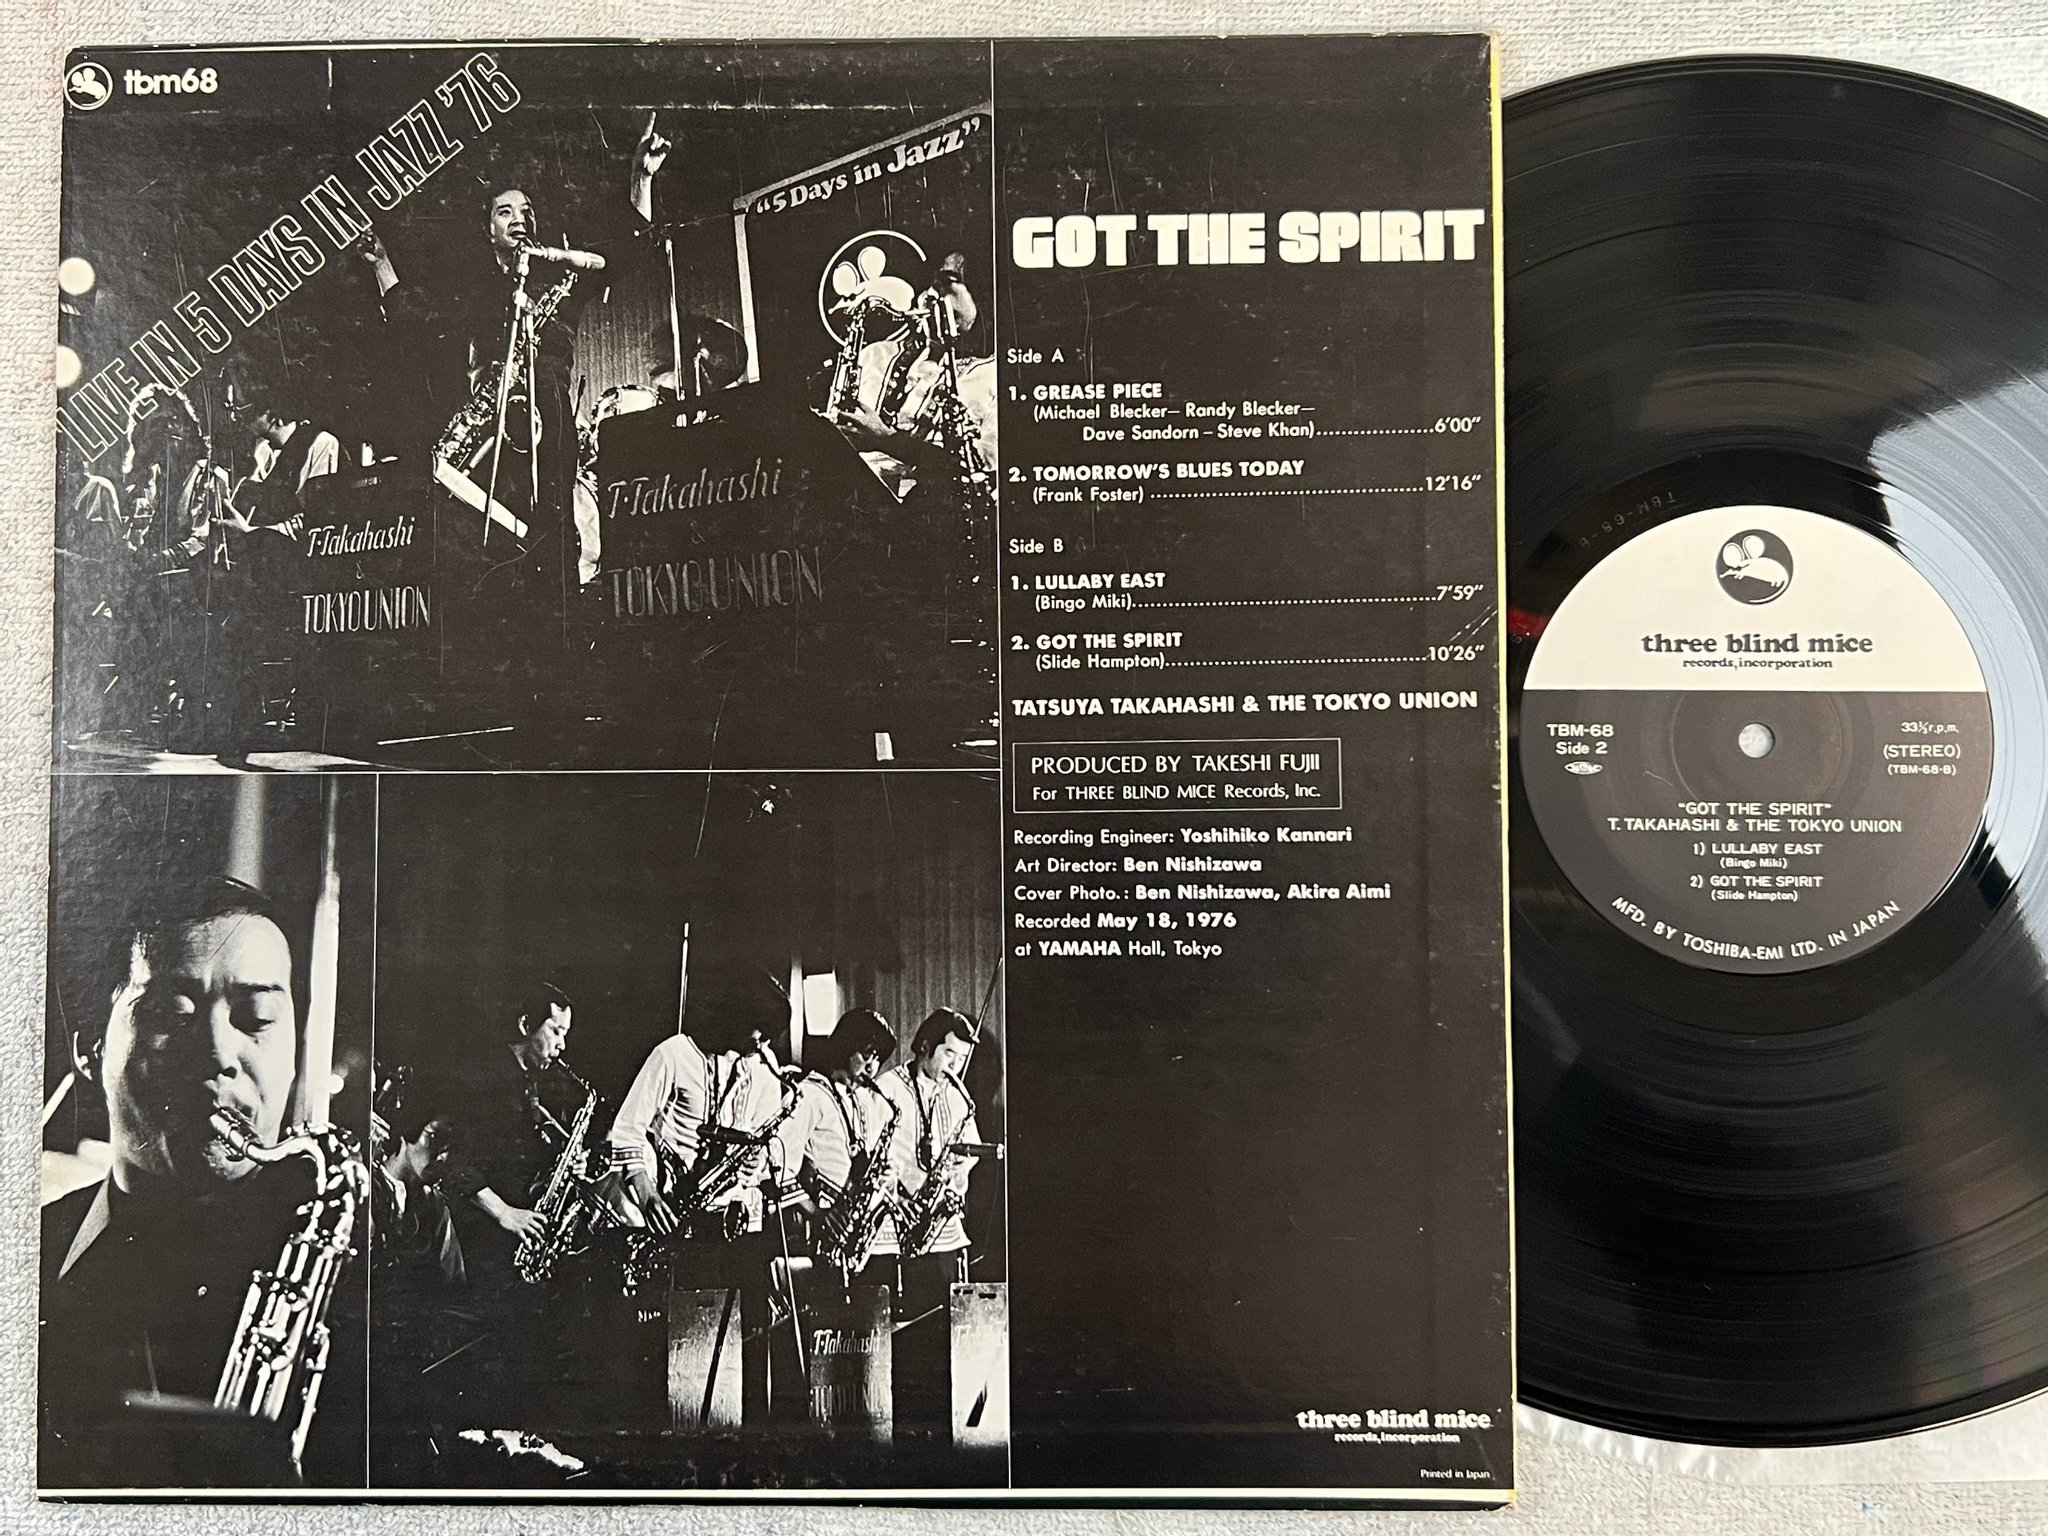 tbm68
LIVE IN 5 DAYS IN JAZZ '76
"5 Days in Jazz"
T·Takahashi
&
TOKYO UNION
T·Takahashi
&
TOKYO UNION
T·Takahashi
GOT THE SPIRIT
Side A
1. GREASE PIECE
(Michael Blecker–Randy Blecker–
Dave Sandorn–Steve Khan)...................6'00"
2. TOMORROW'S BLUES TODAY
(Frank Foster)............................................12'16"
Side B
1. LULLABY EAST
(Bingo Miki)..................................................7'59"
2. GOT THE SPIRIT
(Slide Hampton)...........................................10'26"
TATSUYA TAKAHASHI & THE TOKYO UNION
PRODUCED BY TAKESHI FUJII
For THREE BLIND MICE Records, Inc.
Recording Engineer: Yoshihiko Kannari
Art Director: Ben Nishizawa
Cover Photo.: Ben Nishizawa, Akira Aimi
Recorded May 18, 1976
at YAMAHA Hall, Tokyo
three blind mice
records, incorporation
Printed in Japan
TBM-68-B
three blind mice
records, incorporation
TBM-68
Side 2
33⅓ r.p.m.
(STEREO)
(TBM-68-B)
"GOT THE SPIRIT"
T. TAKAHASHI & THE TOKYO UNION
1) LULLABY EAST
(Bingo Miki)
2) GOT THE SPIRIT
(Slide Hampton)
MFD. BY TOSHIBA-EMI LTD. IN JAPAN